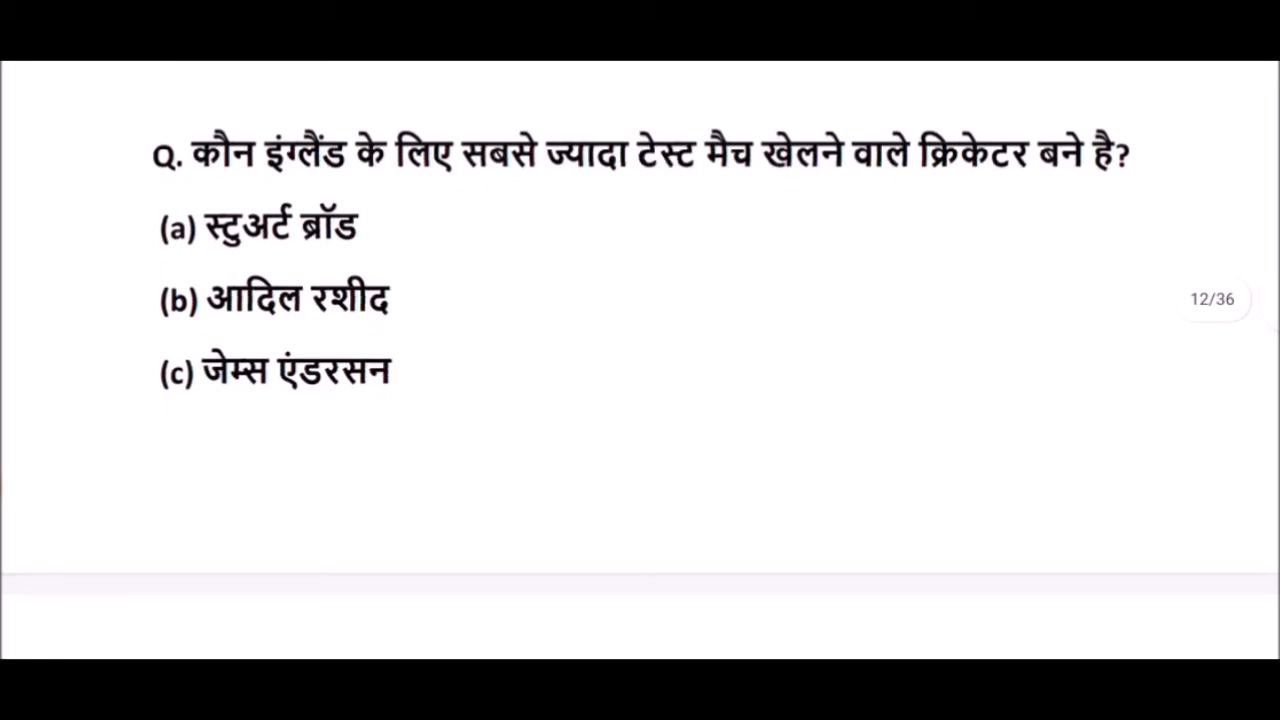 Q. कौन इंग्लैंड के लिए सबसे ज्यादा टेस्ट मैच खेलने वाले क्रिकेटर बने है?
(a) स्टुअर्ट ब्रॉड
(b) आदिल रशीद
12/36
(c) जेम्स एंडरसन